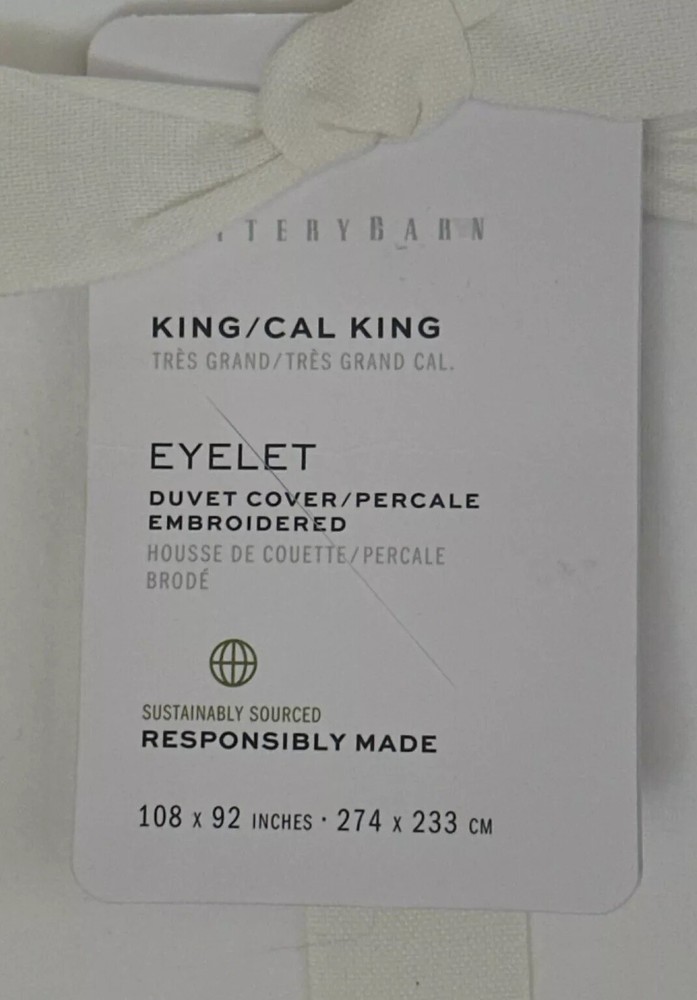 TTERYBARN
KING/CAL KING
TRÈS GRAND/TRÈS GRAND CAL.
EYELET
DUVET COVER/PERCALE
EMBROIDERED
HOUSSE DE COUETTE/PERCALE
BRODÉ
SUSTAINABLY SOURCED
RESPONSIBLY MADE
108 X 92 INCHES · 274 X 233 CM